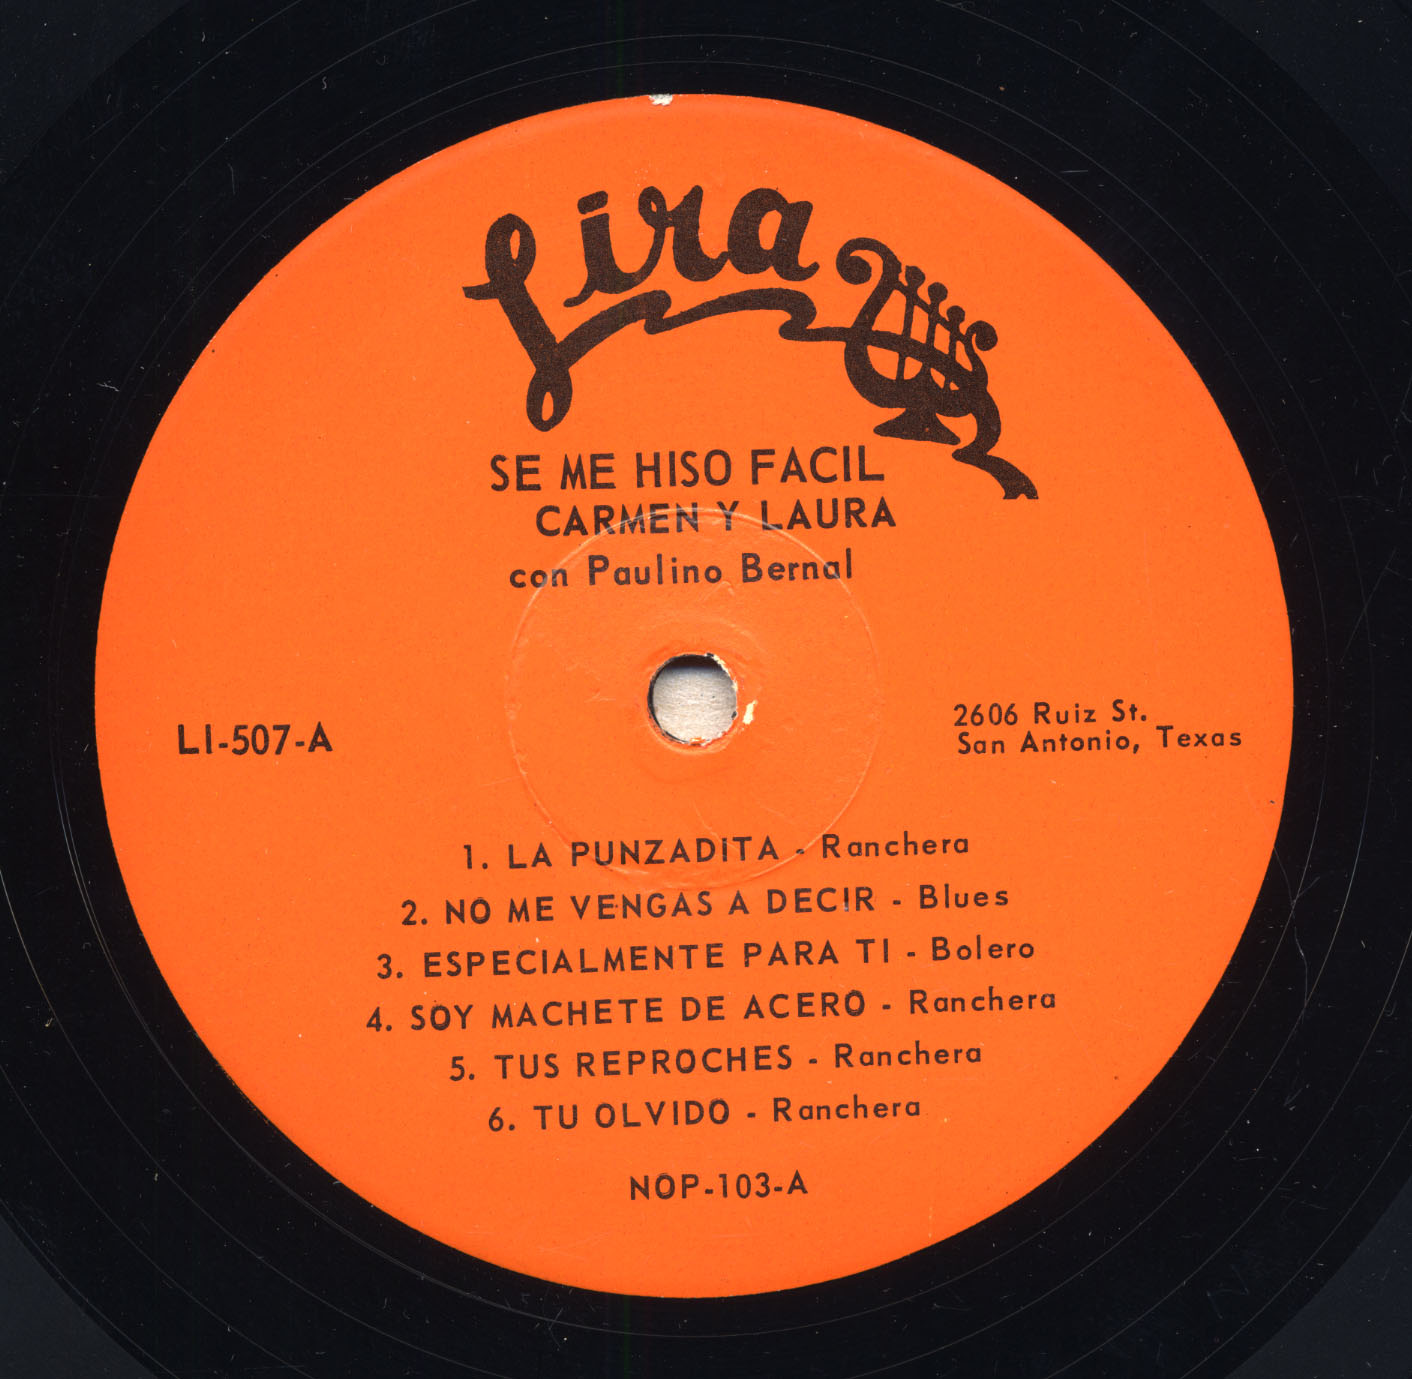 Lira
SE ME HISO FACIL
CARMEN Y LAURA
con Paulino Bernal
LI-507-A
2606 Ruiz St.
San Antonio, Texas
1. LA PUNZADITA - Ranchera
2. NO ME VENGAS A DECIR - Blues
3. ESPECIALMENTE PARA TI - Bolero
4. SOY MACHETE DE ACERO - Ranchera
5. TUS REPROCHES - Ranchera
6. TU OLVIDO - Ranchera
NOP-103-A